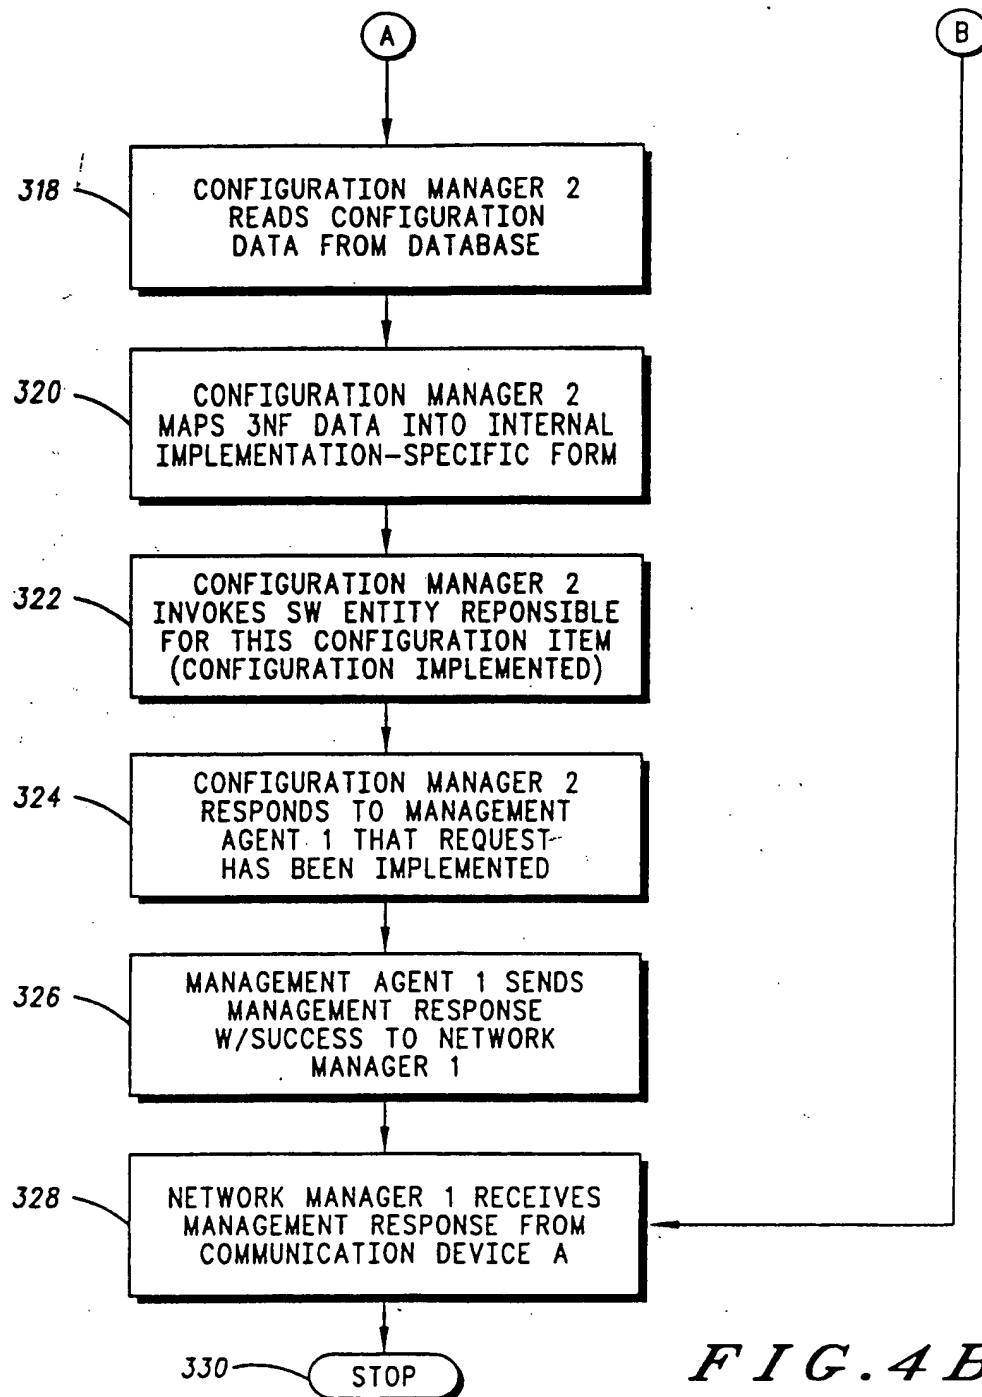 A
B
318
CONFIGURATION MANAGER 2
READS CONFIGURATION
DATA FROM DATABASE
320
CONFIGURATION MANAGER 2
MAPS 3NF DATA INTO INTERNAL
IMPLEMENTATION-SPECIFIC FORM
322
CONFIGURATION MANAGER 2
INVOKES SW ENTITY REPONSIBLE
FOR THIS CONFIGURATION ITEM
(CONFIGURATION IMPLEMENTED)
324
CONFIGURATION MANAGER 2
RESPONDS TO MANAGEMENT
AGENT 1 THAT REQUEST
HAS BEEN IMPLEMENTED
326
MANAGEMENT AGENT 1 SENDS
MANAGEMENT RESPONSE
W/SUCCESS TO NETWORK
MANAGER 1
328
NETWORK MANAGER 1 RECEIVES
MANAGEMENT RESPONSE FROM
COMMUNICATION DEVICE A
330
STOP
FIG.4B